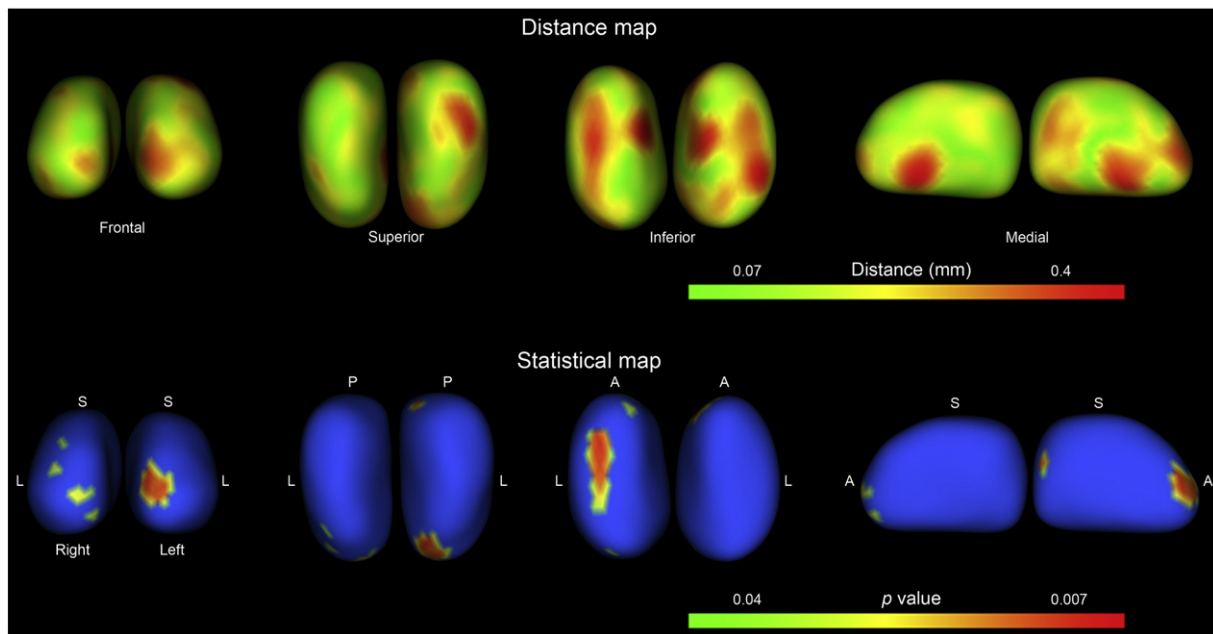 Distance map
Frontal
Superior
Inferior
Medial
0.07 Distance (mm) 0.4
Statistical map
S S P P A A S S
L L L L L L A A
Right Left
0.04 p value 0.007